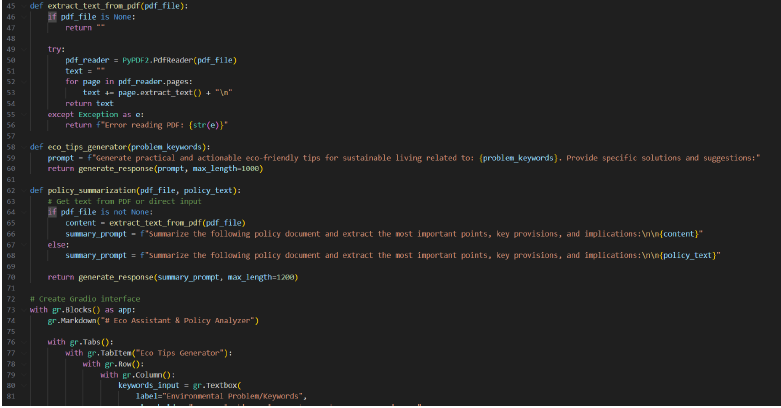 45 def extract_text_from_pdf(pdf_file):
46     if pdf_file is None:
47         return ""
48
49     try:
50         pdf_reader = PyPDF2.PdfReader(pdf_file)
51         text = ""
52         for page in pdf_reader.pages:
53             text += page.extract_text() + "\n"
54         return text
55     except Exception as e:
56         return f"Error reading PDF: {str(e)}"
57
58 def eco_tips_generator(problem_keywords):
59     prompt = f"Generate practical and actionable eco-friendly tips for sustainable living related to: {problem_keywords}. Provide specific solutions and suggestions:"
60     return generate_response(prompt, max_length=1000)
61
62 def policy_summarization(pdf_file, policy_text):
63     # Get text from PDF or direct input
64     if pdf_file is not None:
65         content = extract_text_from_pdf(pdf_file)
66         summary_prompt = f"Summarize the following policy document and extract the most important points, key provisions, and implications:\n\n{content}"
67     else:
68         summary_prompt = f"Summarize the following policy document and extract the most important points, key provisions, and implications:\n\n{policy_text}"
69
70     return generate_response(summary_prompt, max_length=1200)
71
72 # Create Gradio interface
73 with gr.Blocks() as app:
74     gr.Markdown("# Eco Assistant & Policy Analyzer")
75
76     with gr.Tabs():
77         with gr.TabItem("Eco Tips Generator"):
78             with gr.Row():
79                 with gr.Column():
80                     keywords_input = gr.Textbox(
81                         label="Environmental Problem/Keywords",